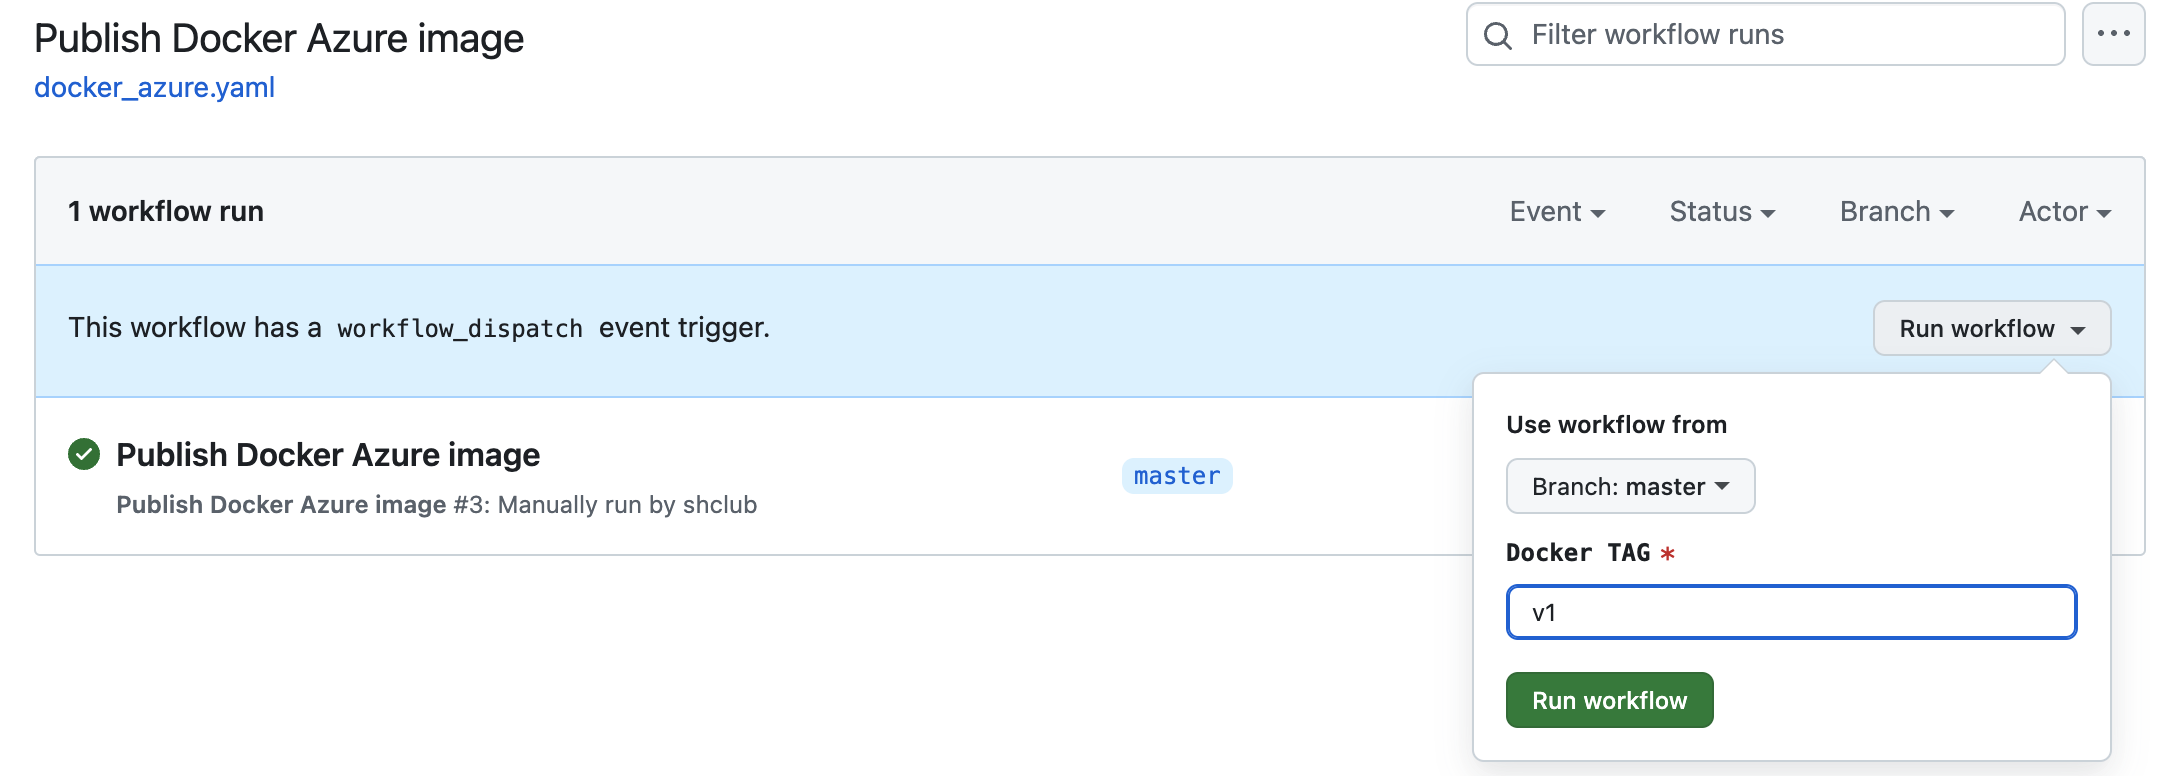 Publish Docker Azure image
Filter workflow runs
docker_azure.yaml
1 workflow run
Event
Status
Branch
Actor
This workflow has a workflow_dispatch event trigger.
Run workflow
Publish Docker Azure image
Publish Docker Azure image #3: Manually run by shclub
master
Use workflow from
Branch: master
Docker TAG *
v1
Run workflow